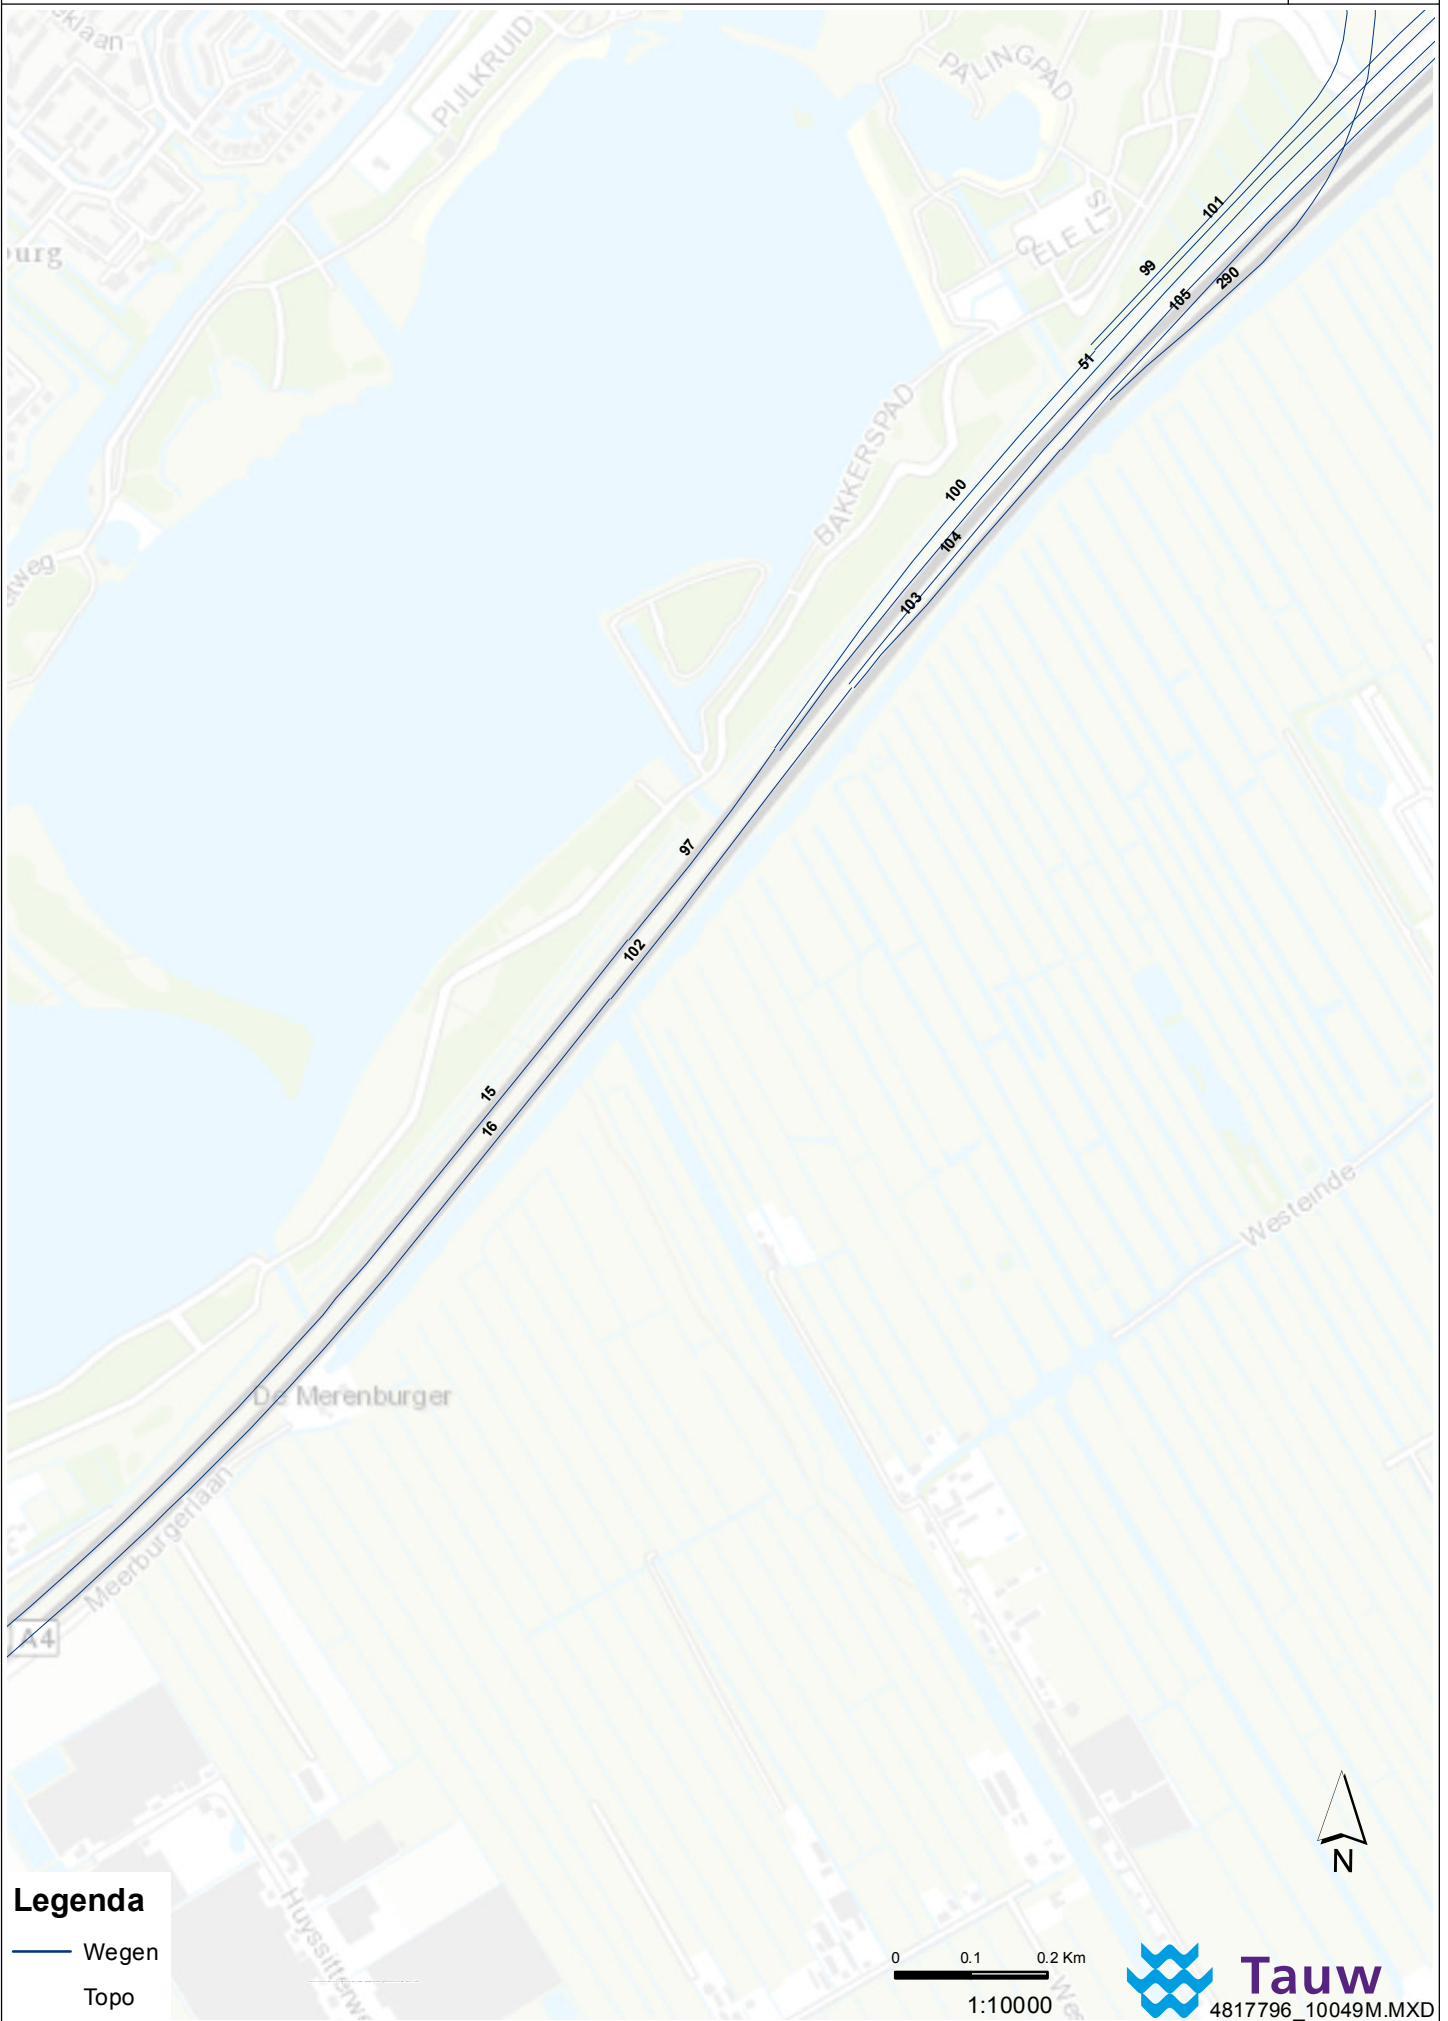 PIJLKRUID
PALINGPAD
GELE LIS
101
99
290
105
51
BAKKERSPAD
100
104
103
97
102
15
16
Westeinde
De Merenburger
Meerburgerlaan
A4
N
Legenda
Wegen
Topo
0 0.1 0.2 Km
1:10000
Tauw
4817796_10049M.MXD